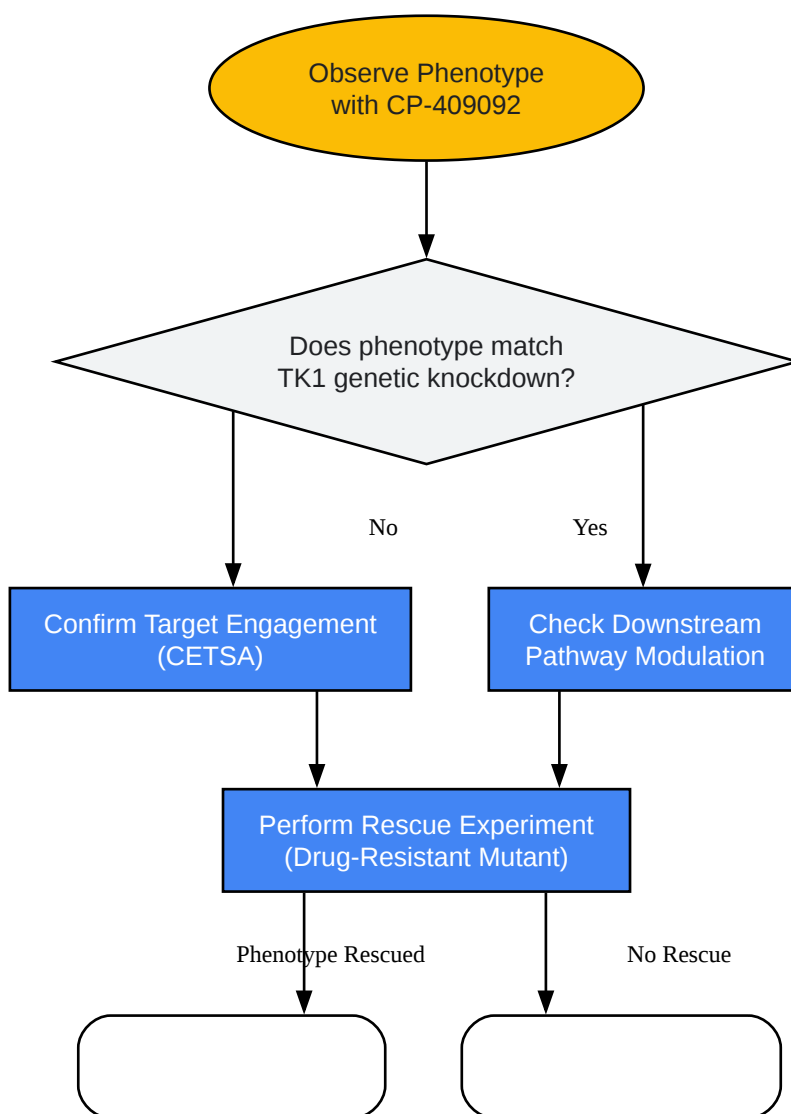 Observe Phenotype
with CP-409092
Does phenotype match
TK1 genetic knockdown?
No
Yes
Confirm Target Engagement
(CETSA)
Check Downstream
Pathway Modulation
Perform Rescue Experiment
(Drug-Resistant Mutant)
Phenotype Rescued
No Rescue